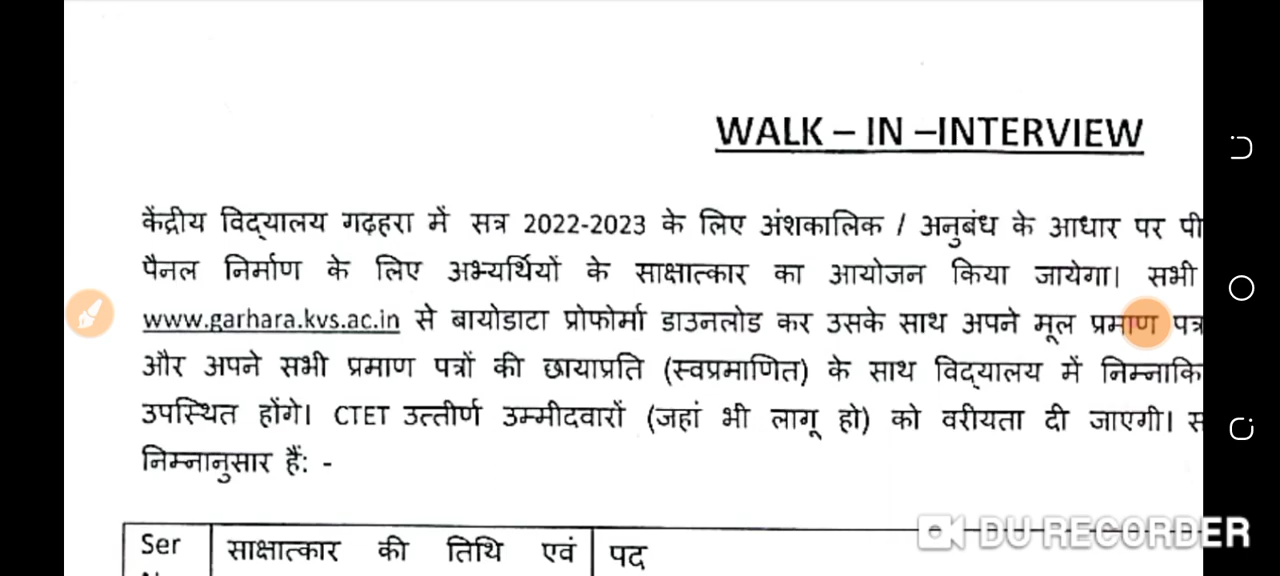 WALK – IN –INTERVIEW
केंद्रीय विद्यालय गढ़हरा में सत्र 2022-2023 के लिए अंशकालिक / अनुबंध के आधार पर पी
पैनल निर्माण के लिए अभ्यर्थियों के साक्षात्कार का आयोजन किया जायेगा। सभी
www.garhara.kvs.ac.in से बायोडाटा प्रोफोर्मा डाउनलोड कर उसके साथ अपने मूल प्रमाण पत्र
और अपने सभी प्रमाण पत्रों की छायाप्रति (स्वप्रमाणित) के साथ विद्यालय में निम्नाकि
उपस्थित होंगे। CTET उत्तीर्ण उम्मीदवारों (जहां भी लागू हो) को वरीयता दी जाएगी। स
निम्नानुसार हैं: -
Ser साक्षात्कार की तिथि एवं पद
DU RECORDER